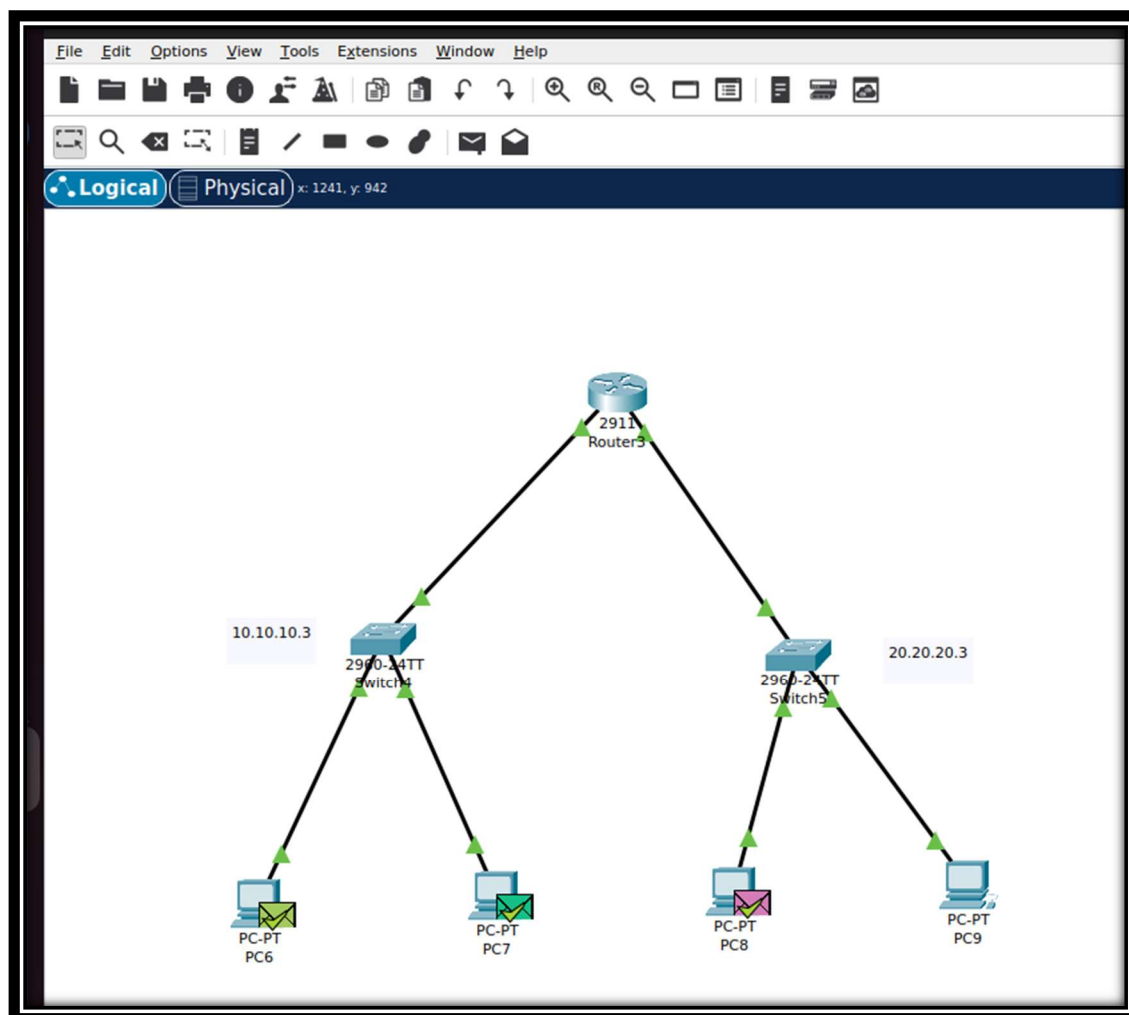 File Edit Options View Tools Extensions Window Help
Logical Physical x: 1241, y: 942
2911
Router3
10.10.10.3
2960-24TT
Switch4
20.20.20.3
2960-24TT
Switch5
PC-PT
PC6
PC-PT
PC7
PC-PT
PC8
PC-PT
PC9